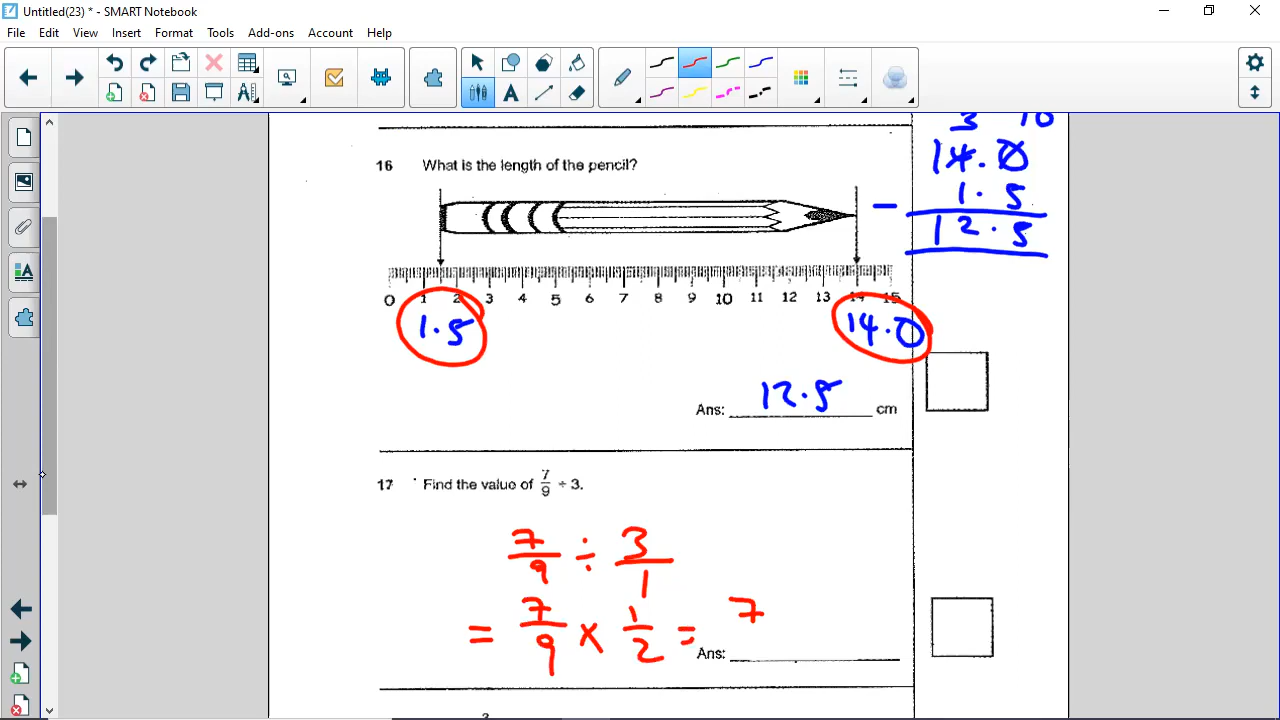 Untitled(23) * - SMART Notebook
File Edit View Insert Format Tools Add-ons Account Help
3 10
14.0
16 What is the length of the pencil?
- 1.5
12.5
0 1 2 3 4 5 6 7 8 9 10 11 12 13 14 15
1.5 14.0
12.5
Ans: cm
17 Find the value of 7/9 ÷ 3.
7/9 ÷ 3/1
= 7/9 × 1/2 = 7
Ans:
3